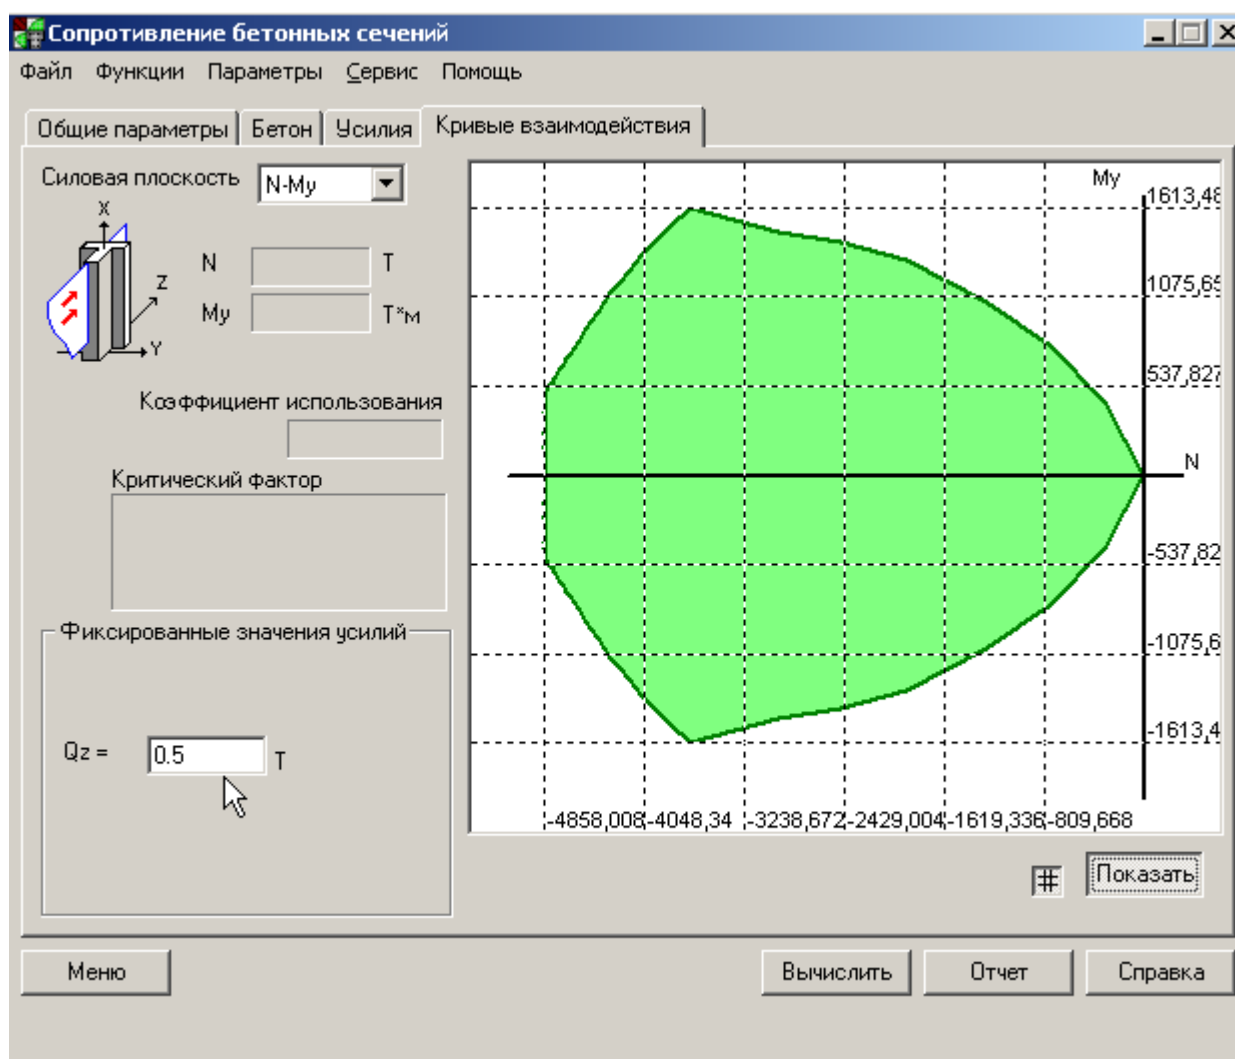 Сопротивление бетонных сечений
Файл Функции Параметры Сервис Помощь
Общие параметры Бетон Усилия Кривые взаимодействия
Силовая плоскость N-My
X
Z
Y
N Т
My Т*м
Коэффициент использования
Критический фактор
Фиксированные значения усилий
Qz = 0.5 Т
My
1613,48
1075,65
537,827
N
-537,82
-1075,6
-1613,4
-4858,008 -4048,34 -3238,672 -2429,004 -1619,336 -809,668
Показать
Меню Вычислить Отчет Справка